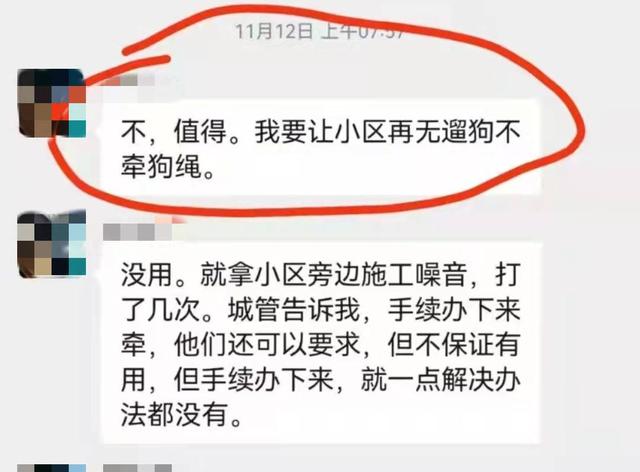 11月12日 上午07:57
不，值得。我要让小区再无遛狗不
牵狗绳。
没用。就拿小区旁边施工噪音，打
了几次。城管告诉我，手续办下来
牵，他们还可以要求，但不保证有
用，但手续办下来，就一点解决办
法都没有。